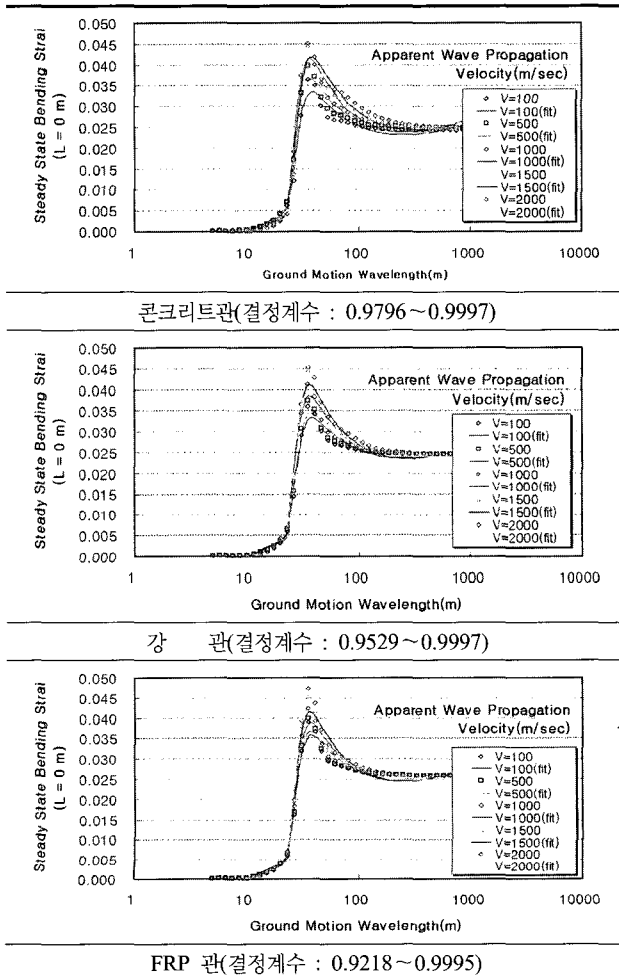 0.050
0.045
0.040
0.035
0.030
0.025
0.020
0.015
0.010
0.005
0.000
Steady State Bending Strai
(L = 0 m)
Apparent Wave Propagation
Velocity(m/sec)
V=100
V=100(fit)
V=500
V=500(fit)
V=1000
V=1000(fit)
V=1500
V=1500(fit)
V=2000
V=2000(fit)
1 10 100 1000 10000
Ground Motion Wavelength(m)
콘크리트관(결정계수 : 0.9796~0.9997)
0.050
0.045
0.040
0.035
0.030
0.025
0.020
0.015
0.010
0.005
0.000
Steady State Bending Strai
(L = 0 m)
Apparent Wave Propagation
Velocity(m/sec)
V=100
V=100(fit)
V=500
V=500(fit)
V=1000
V=1000(fit)
V=1500
V=1500(fit)
V=2000
V=2000(fit)
1 10 100 1000 10000
Ground Motion Wavelength(m)
강 관(결정계수 : 0.9529~0.9997)
0.050
0.045
0.040
0.035
0.030
0.025
0.020
0.015
0.010
0.005
0.000
Steady State Bending Strai
(L = 0 m)
Apparent Wave Propagation
Velocity(m/sec)
V=100
V=100(fit)
V=500
V=500(fit)
V=1000
V=1000(fit)
V=1500
V=1500(fit)
V=2000
V=2000(fit)
1 10 100 1000 10000
Ground Motion Wavelength(m)
FRP 관(결정계수 : 0.9218~0.9995)